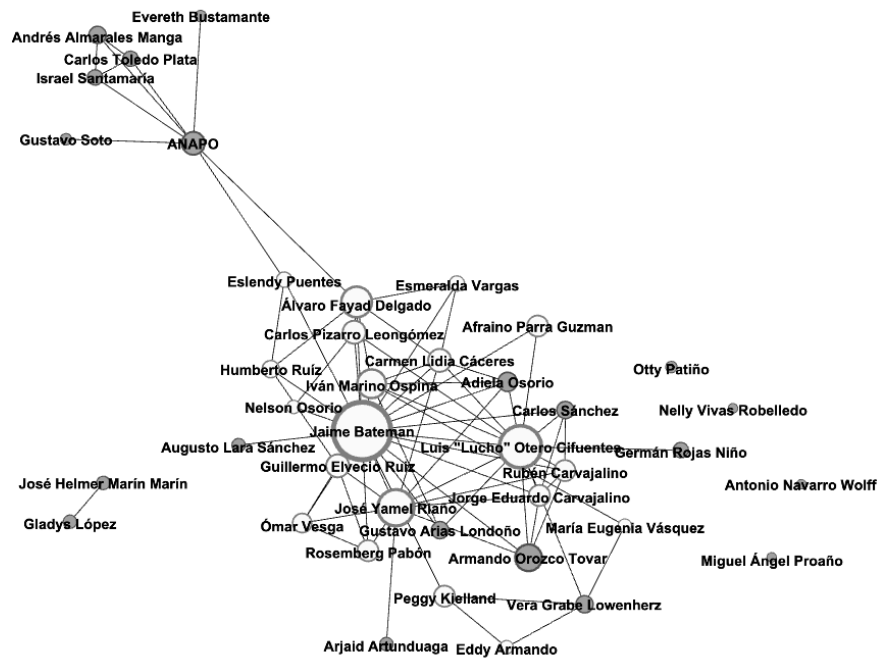 Evereth Bustamante
Andrés Almarales Manga
Carlos Toledo Plata
Israel Santamaría
Gustavo Soto
ANAPO
Eslendy Puentes
Esmeralda Vargas
Álvaro Fayad Delgado
Afraino Parra Guzman
Carlos Pizarro Leongómez
Carmen Lidia Cáceres
Humberto Ruíz
Otty Patiño
Iván Marino Ospina
Adiela Osorio
Nelson Osorio
Carlos Sánchez
Nelly Vivas Robelledo
Jaime Bateman
Augusto Lara Sánchez
Luis "Lucho" Otero Cifuentes
Germán Rojas Niño
Guillermo Elvecio Ruiz
Rubén Carvajalino
José Helmer Marín Marín
Antonio Navarro Wolff
Jorge Eduardo Carvajalino
José Yamel Riaño
Gladys López
Ómar Vesga
Gustavo Arias Londoño
María Eugenia Vásquez
Rosemberg Pabón
Armando Orozco Tovar
Miguel Ángel Proaño
Peggy Kielland
Vera Grabe Lowenherz
Arjaid Artunduaga
Eddy Armando